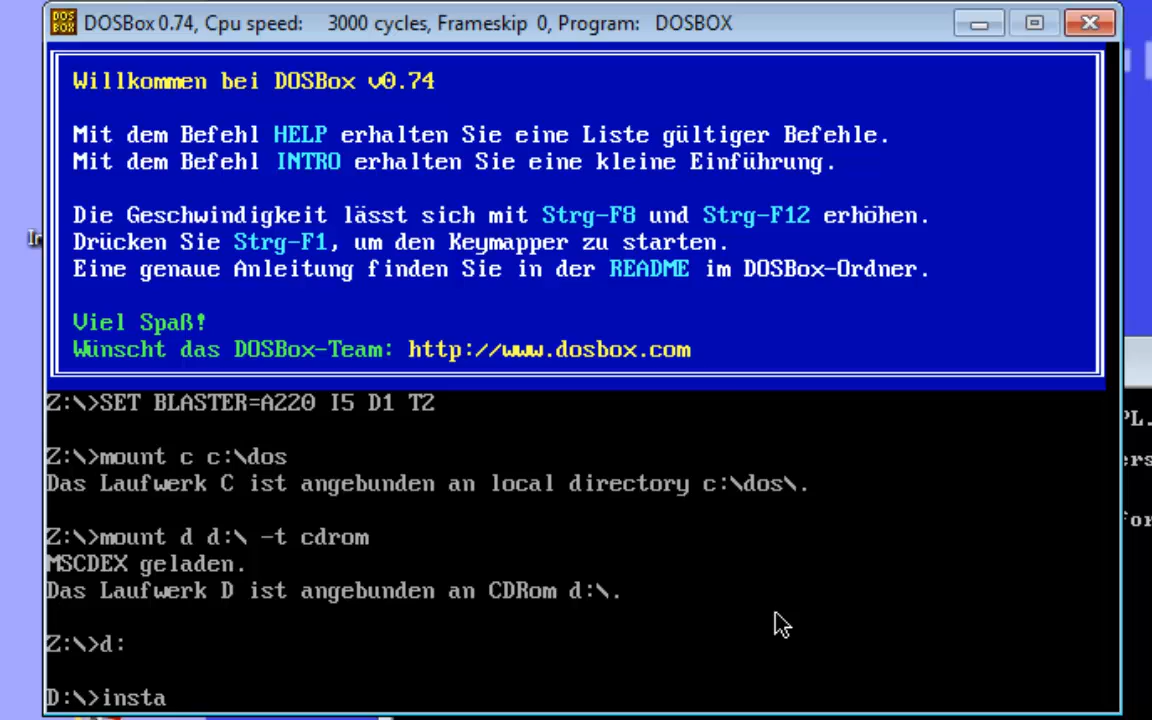 DOS
BOX
DOSBox 0.74, Cpu speed: 3000 cycles, Frameskip 0, Program: DOSBOX
Willkommen bei DOSBox v0.74
Mit dem Befehl HELP erhalten Sie eine Liste gültiger Befehle.
Mit dem Befehl INTRO erhalten Sie eine kleine Einführung.
Die Geschwindigkeit lässt sich mit Strg-F8 und Strg-F12 erhöhen.
Drücken Sie Strg-F1, um den Keymapper zu starten.
Eine genaue Anleitung finden Sie in der README im DOSBox-Ordner.
Viel Spaß!
Wünscht das DOSBox-Team: http://www.dosbox.com
Z:\>SET BLASTER=A220 I5 D1 T2
Z:\>mount c c:\dos
Das Laufwerk C ist angebunden an local directory c:\dos\.
Z:\>mount d d:\ -t cdrom
MSCDEX geladen.
Das Laufwerk D ist angebunden an CDRom d:\.
Z:\>d:
D:\>insta